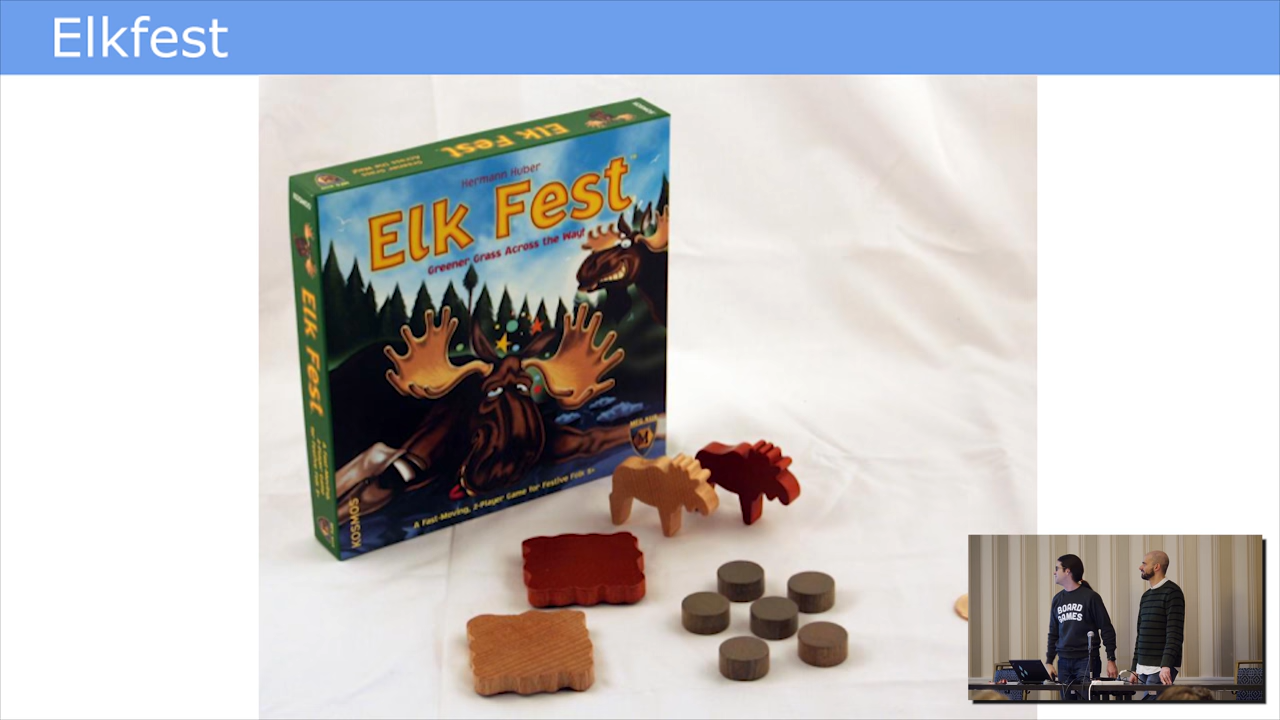 Elkfest
Elk Fest
Hermann Huber
Elk Fest
Greener Grass Across the Way!
Elk Fest
A Fast-Moving, 2-Player Game for Festive Folk 8+
KOSMOS
BOARD
GAMES